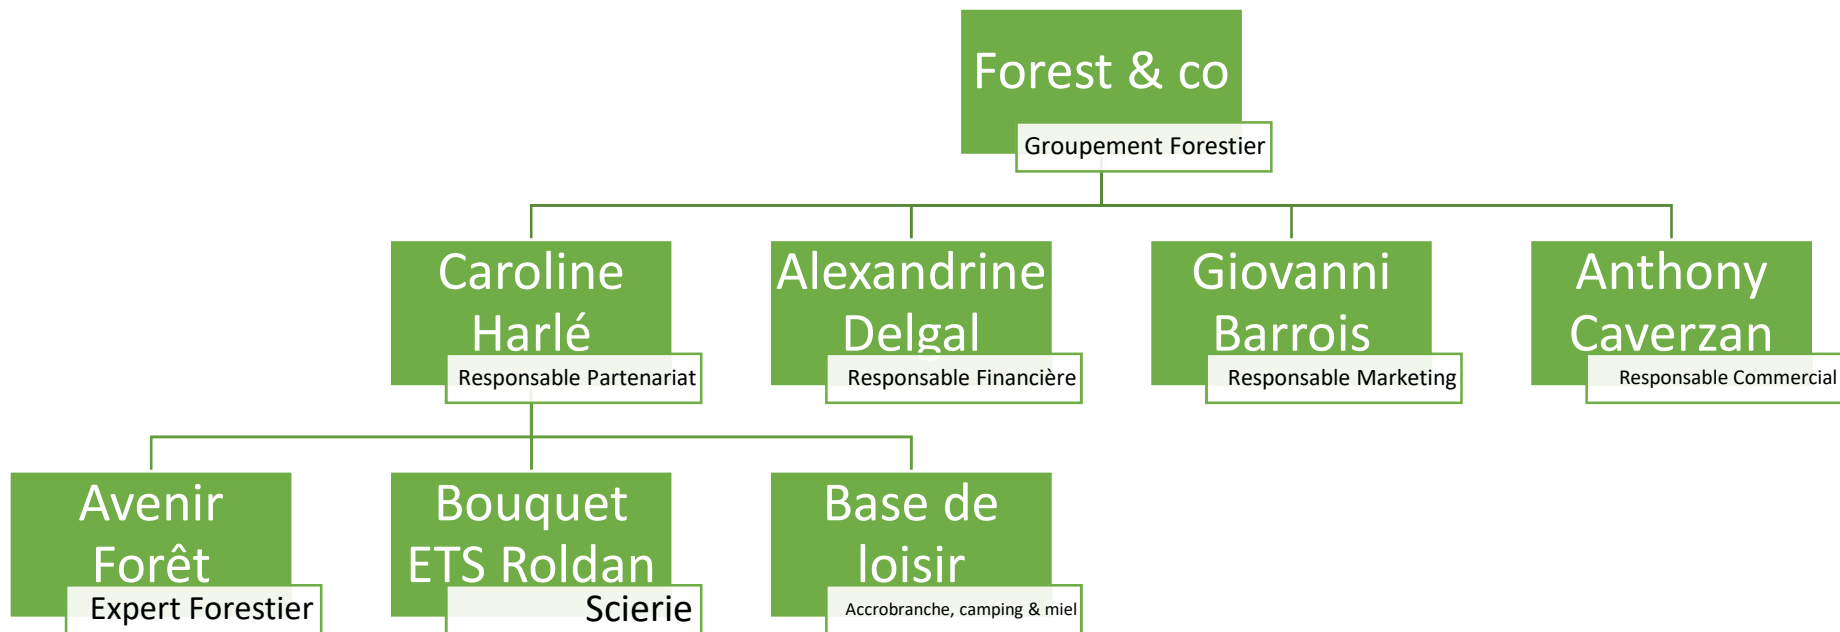 Forest & co
Groupement Forestier
Caroline
Harlé
Responsable Partenariat
Alexandrine
Delgal
Responsable Financière
Giovanni
Barrois
Responsable Marketing
Anthony
Caverzan
Responsable Commercial
Avenir
Forêt
Expert Forestier
Bouquet
ETS Roldan
Scierie
Base de
loisir
Accrobranche, camping & miel